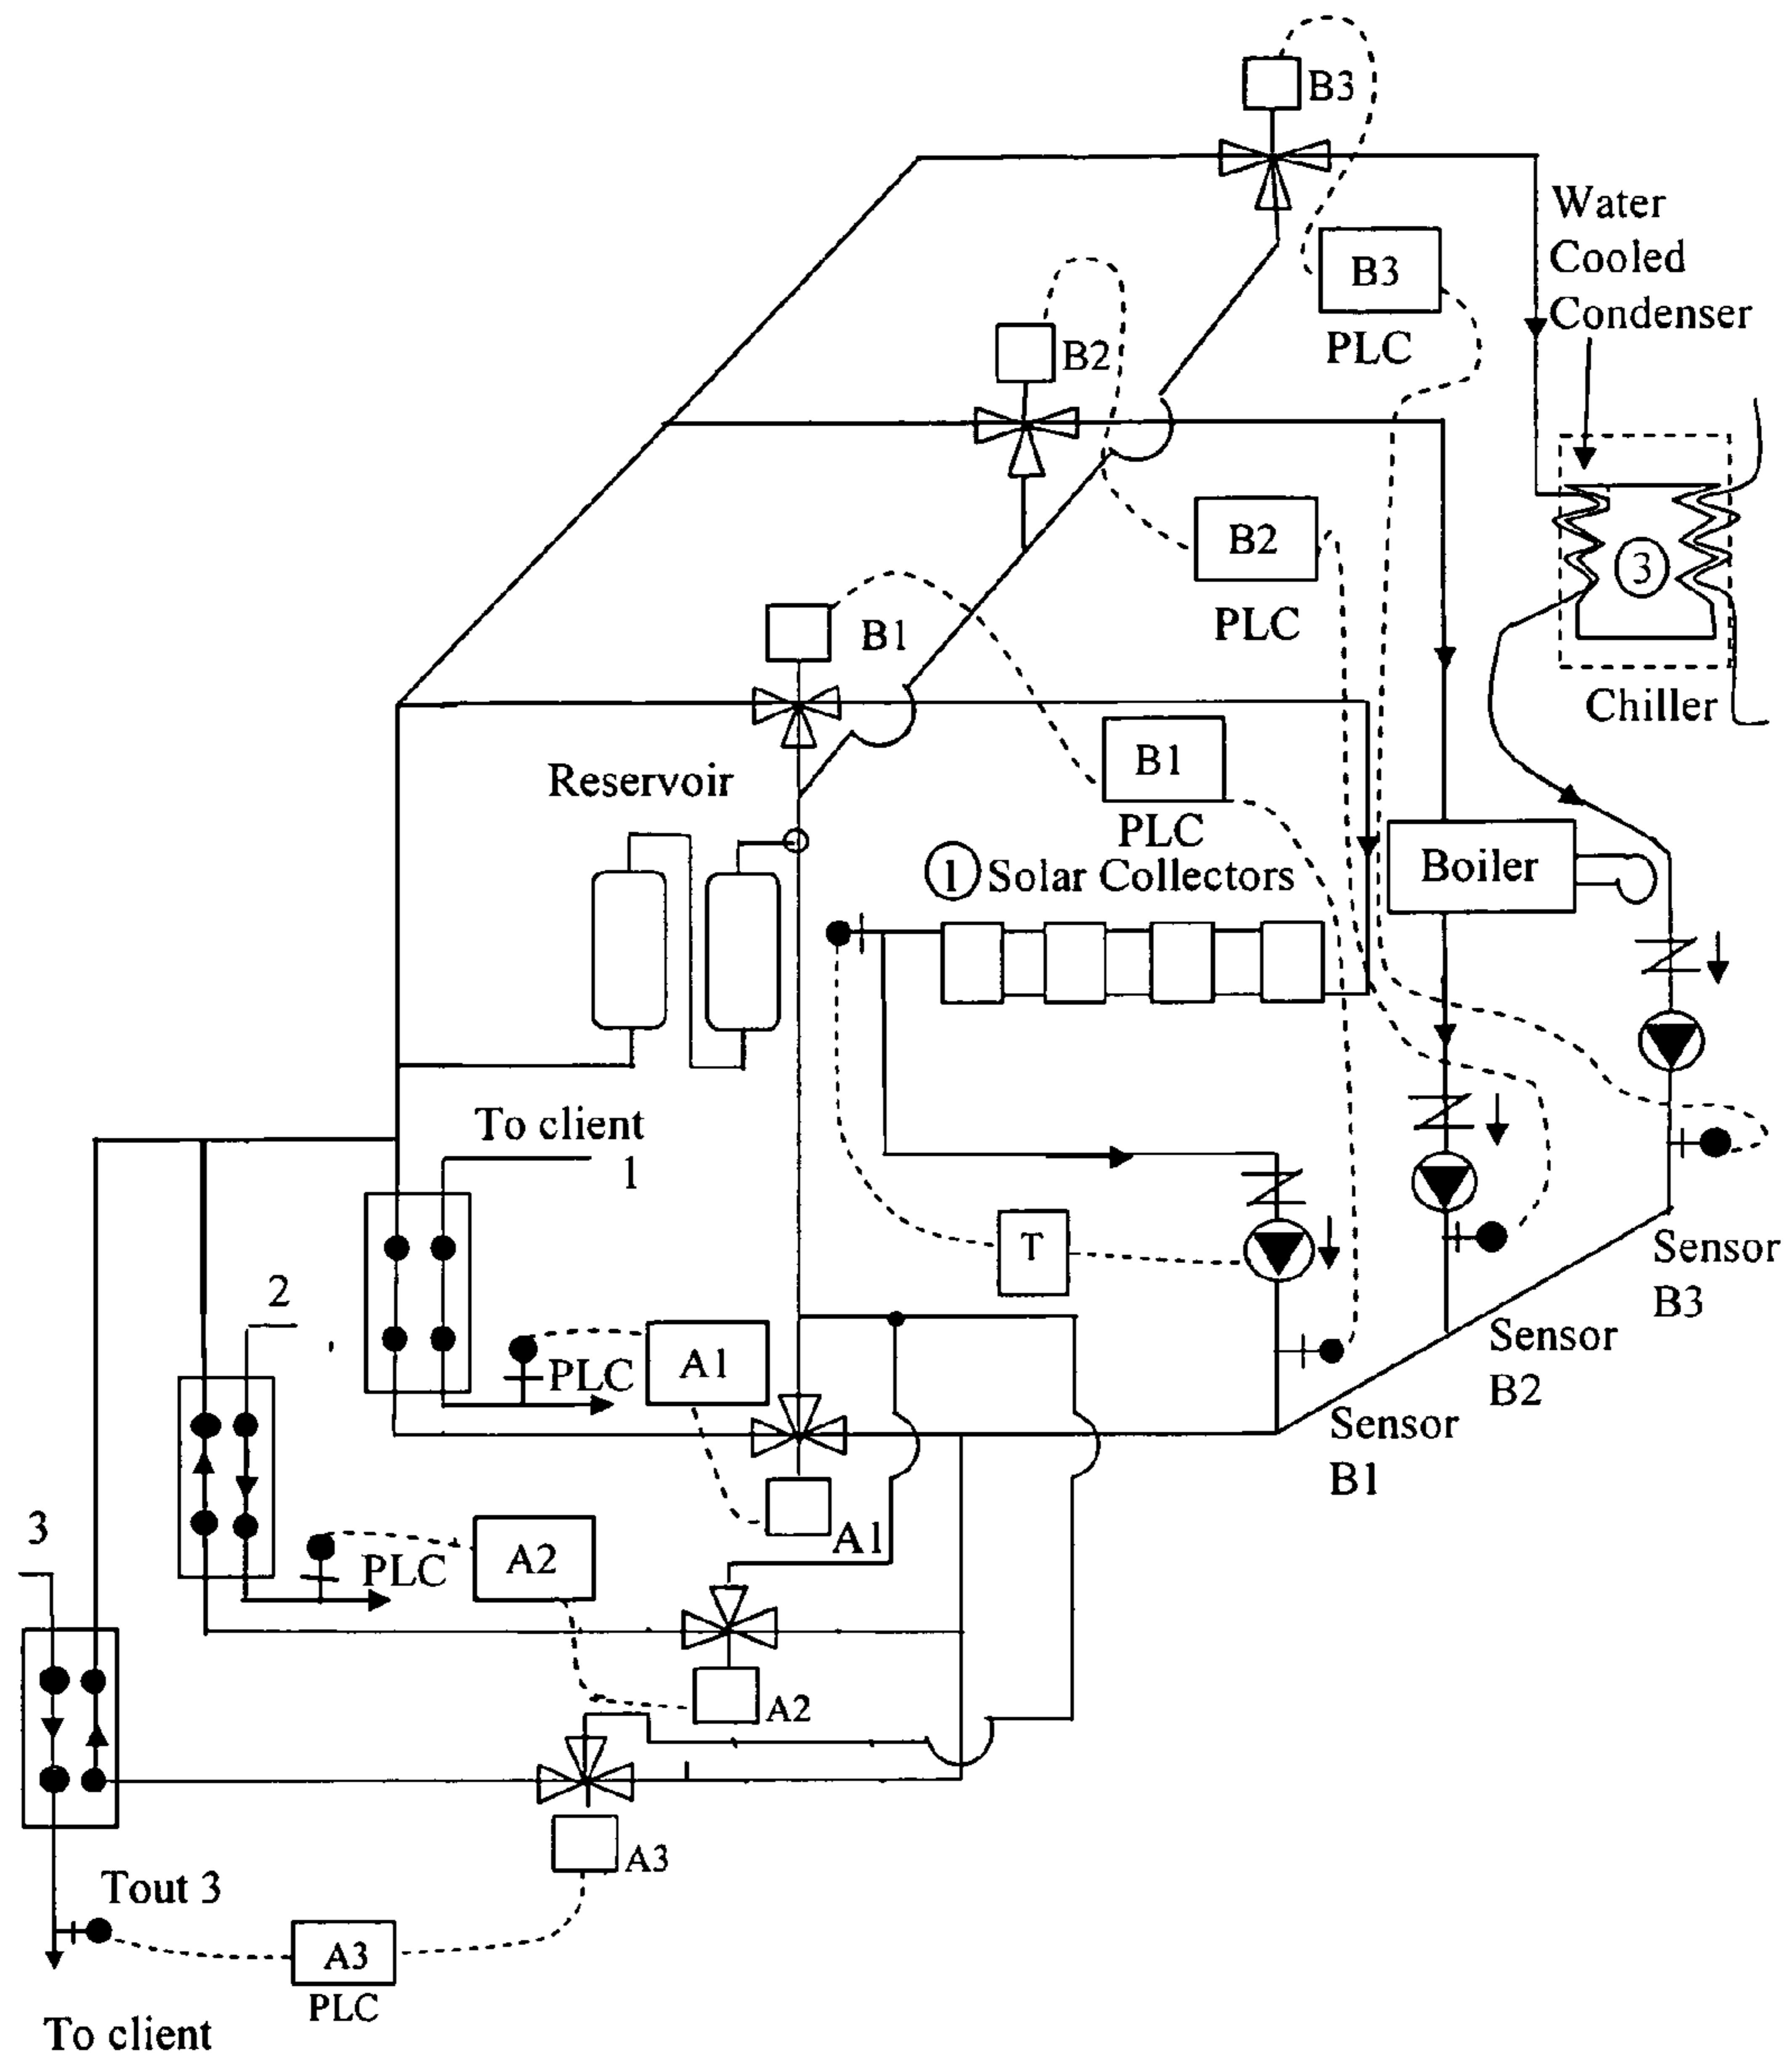 B3
Water
Cooled
Condenser
B3
PLC
B2
B2
PLC
3
Chiller
B1
B1
PLC
Reservoir
1 Solar Collectors
Boiler
To client
1
T
Sensor
B3
Sensor
B2
Sensor
B1
2
PLC
A1
A1
3
PLC
A2
A2
A3
Tout 3
A3
PLC
To client